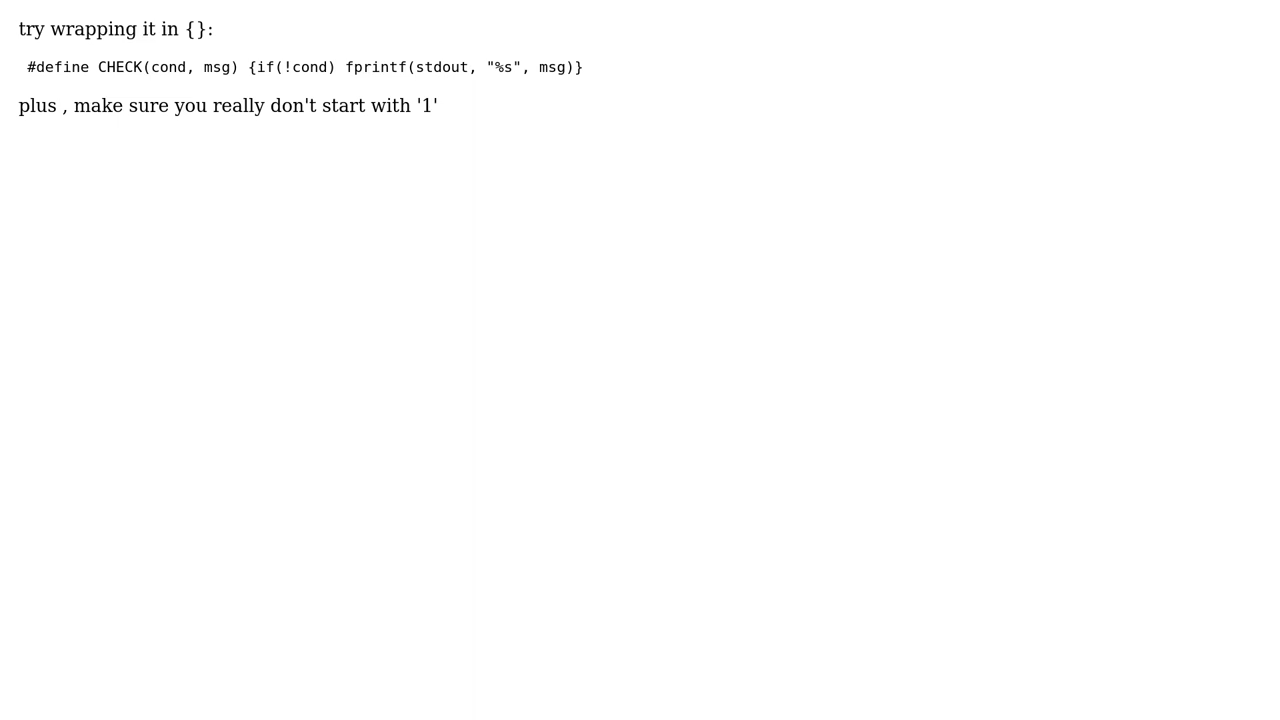 try wrapping it in {}:
#define CHECK(cond, msg) {if(!cond) fprintf(stdout, "%s", msg)}
plus , make sure you really don't start with '1'